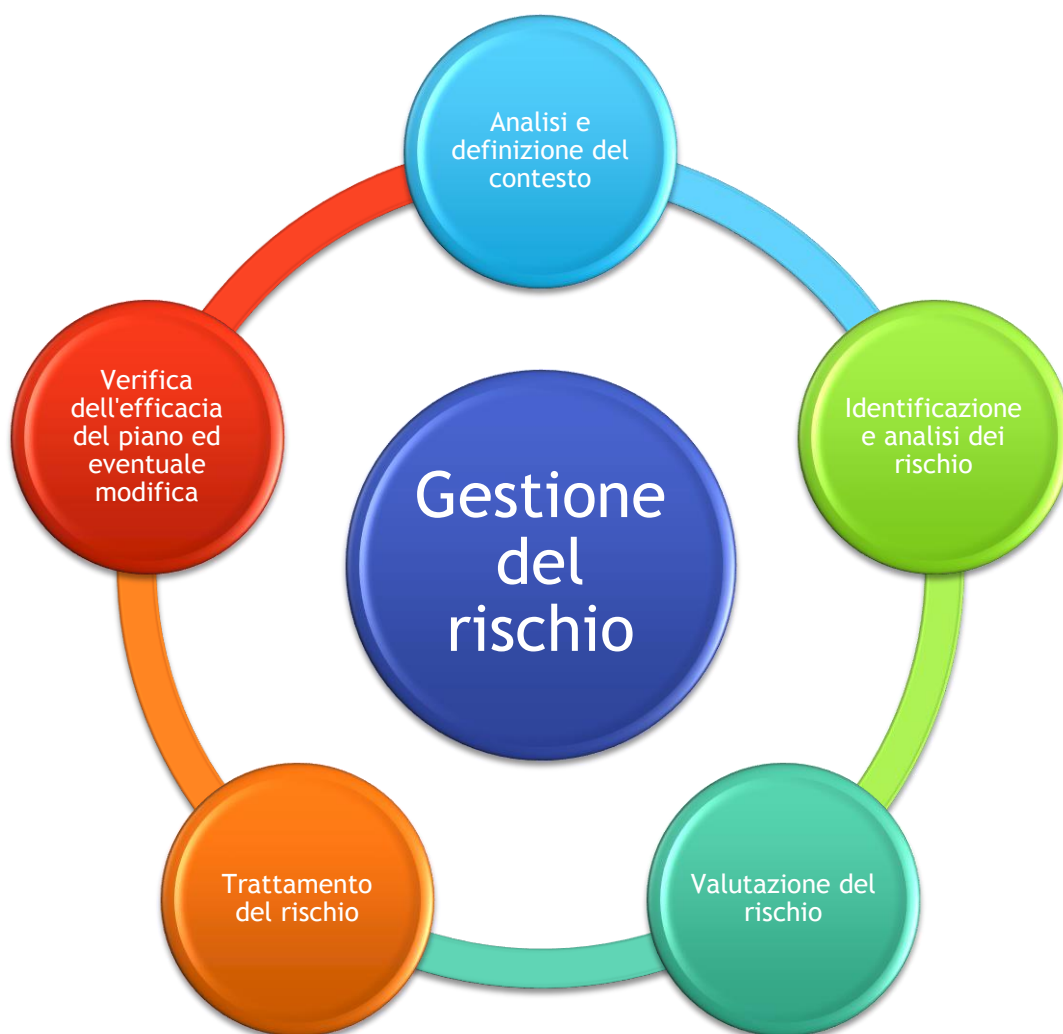 Analisi e
definizione del
contesto
Identificazione
e analisi dei
rischio
Valutazione del
rischio
Trattamento
del rischio
Verifica
dell'efficacia
del piano ed
eventuale
modifica
Gestione
del
rischio